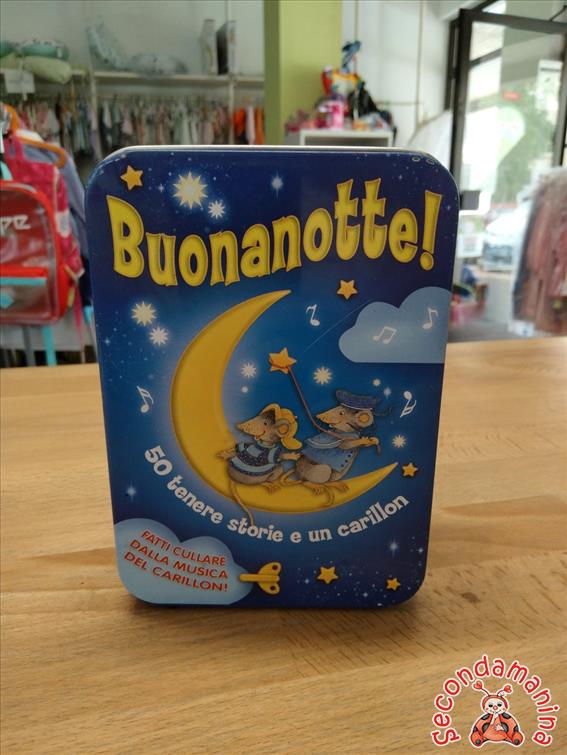 Buonanotte!
50 tenere storie e un carillon
FATTI CULLARE
DALLA MUSICA
DEL CARILLON!
Secondamanina